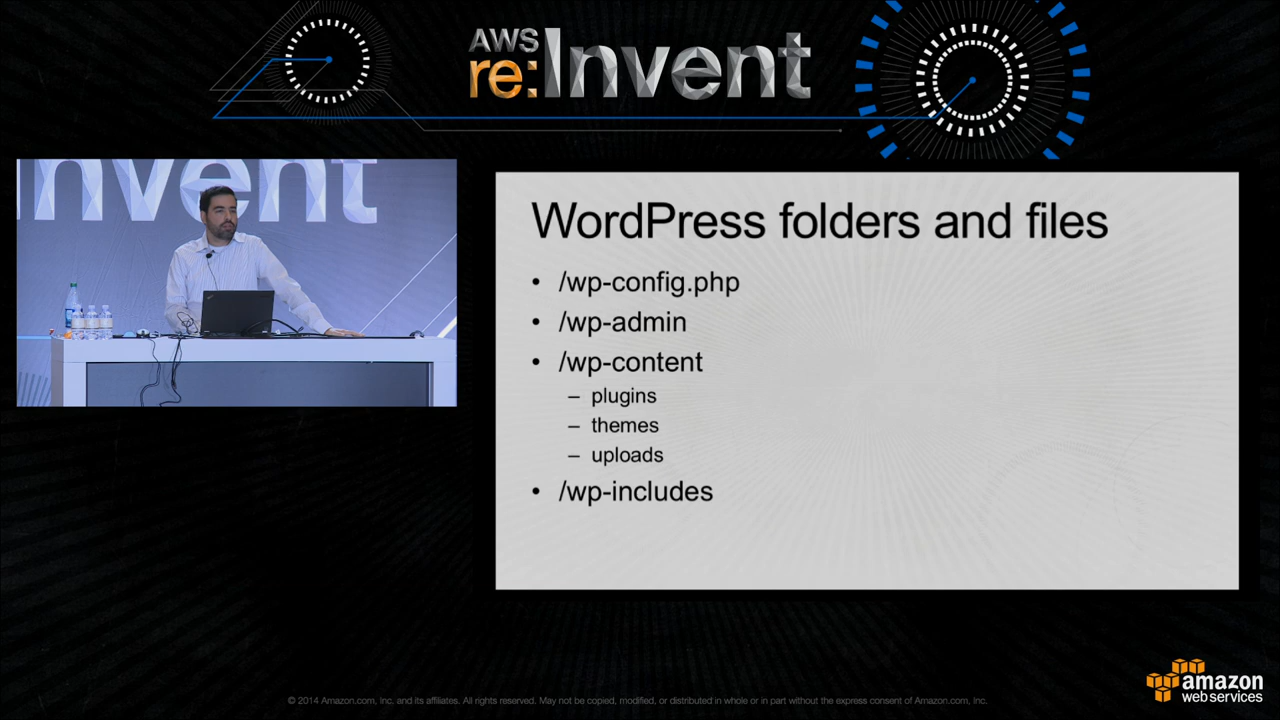 AWS
re:Invent
Invent
WordPress folders and files
• /wp-config.php
• /wp-admin
• /wp-content
– plugins
– themes
– uploads
• /wp-includes
amazon
web services
© 2014 Amazon.com, Inc. and its affiliates. All rights reserved. May not be copied, modified, or distributed in whole or in part without the express consent of Amazon.com, Inc.